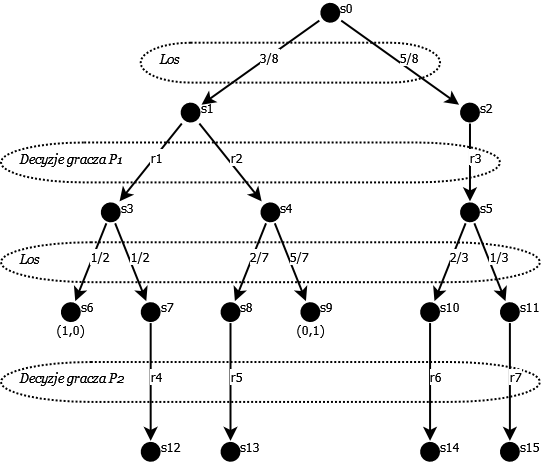 s0
Los 3/8 5/8
s1 s2
Decyzje gracza P1 r1 r2 r3
s3 s4 s5
Los 1/2 1/2 2/7 5/7 2/3 1/3
s6 s7 s8 s9 s10 s11
(1,0) (0,1)
Decyzje gracza P2 r4 r5 r6 r7
s12 s13 s14 s15